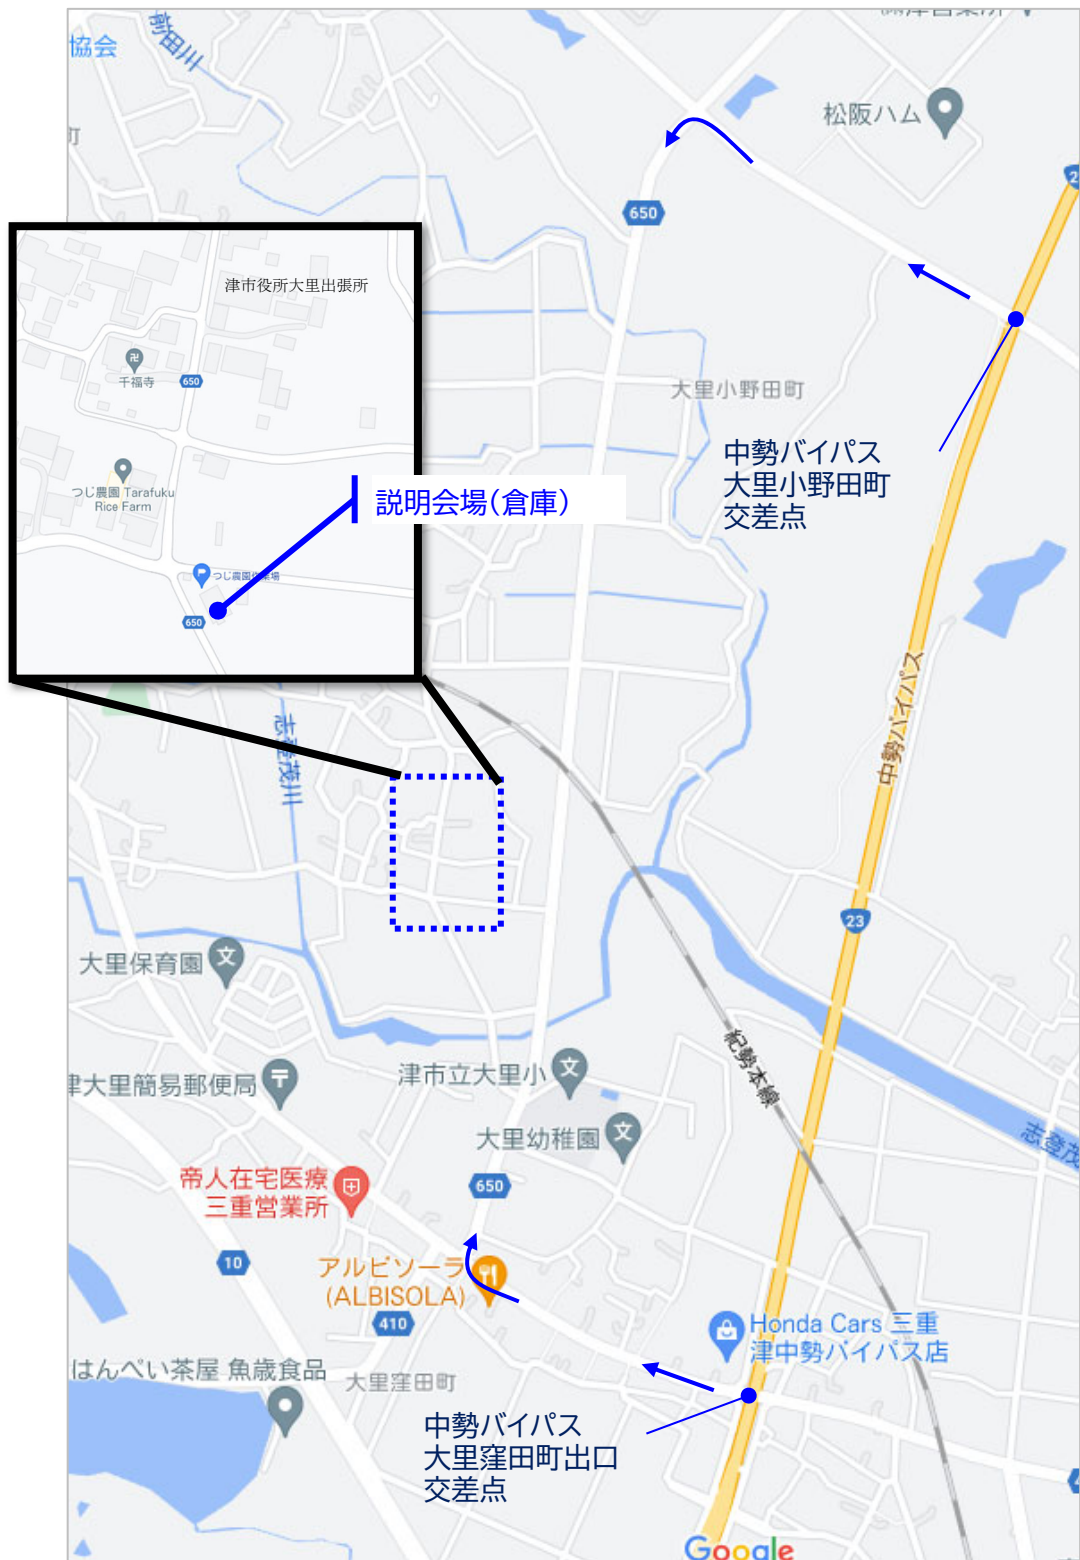 協会
前田川
松阪ハム
650
津市役所大里出張所
千福寺
650
つじ農園 Tarafuku
Rice Farm
説明会場（倉庫）
650
大里小野田町
中勢バイパス
大里小野田町
交差点
志登茂川
中勢バイパス
23
大里保育園
紀勢本線
津市立大里小
津大里簡易郵便局
大里幼稚園
志登茂
帝人在宅医療
三重営業所
650
10
アルビソーラ
(ALBISOLA)
410
Honda Cars 三重
津中勢バイパス店
はんぺい茶屋 魚歳食品
大里窪田町
中勢バイパス
大里窪田町出口
交差点
Google